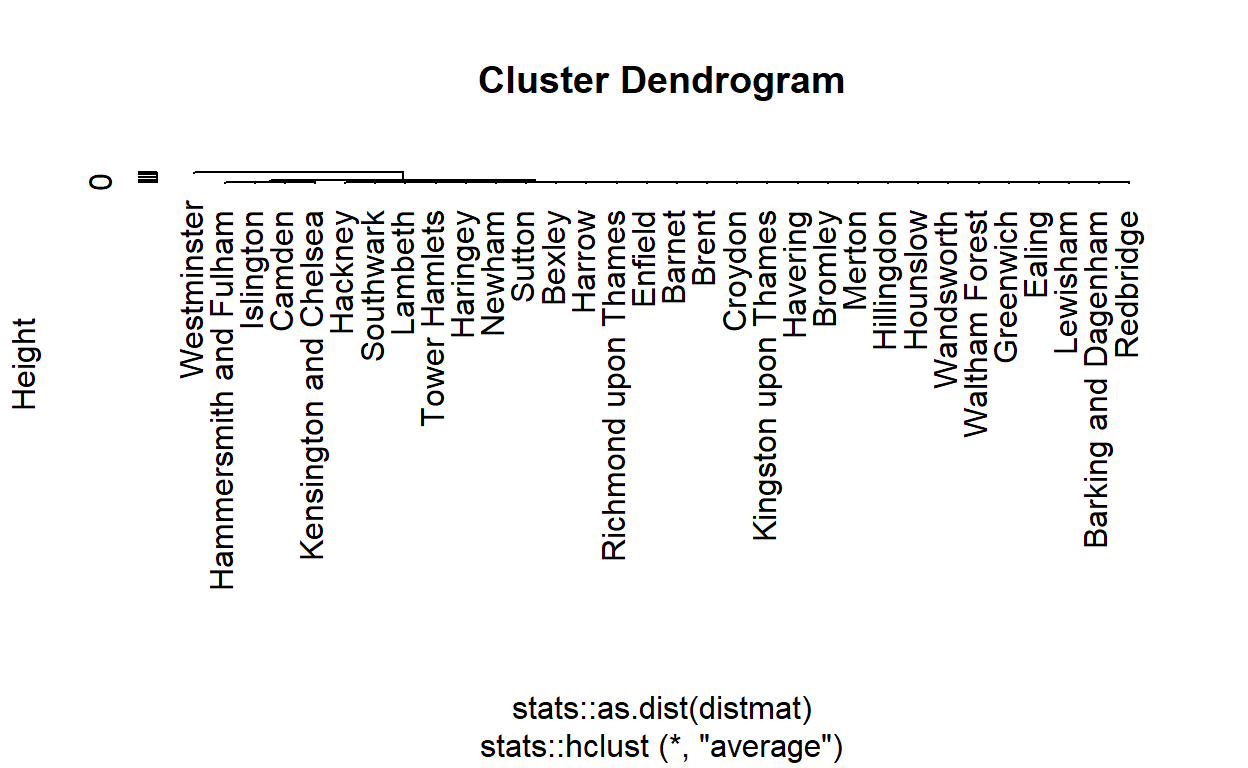 Cluster Dendrogram
0
Height
Westminster
Hammersmith and Fulham
Islington
Camden
Kensington and Chelsea
Hackney
Southwark
Lambeth
Tower Hamlets
Haringey
Newham
Sutton
Bexley
Harrow
Richmond upon Thames
Enfield
Barnet
Brent
Croydon
Kingston upon Thames
Havering
Bromley
Merton
Hillingdon
Hounslow
Wandsworth
Waltham Forest
Greenwich
Ealing
Lewisham
Barking and Dagenham
Redbridge
stats::as.dist(distmat)
stats::hclust (*, "average")